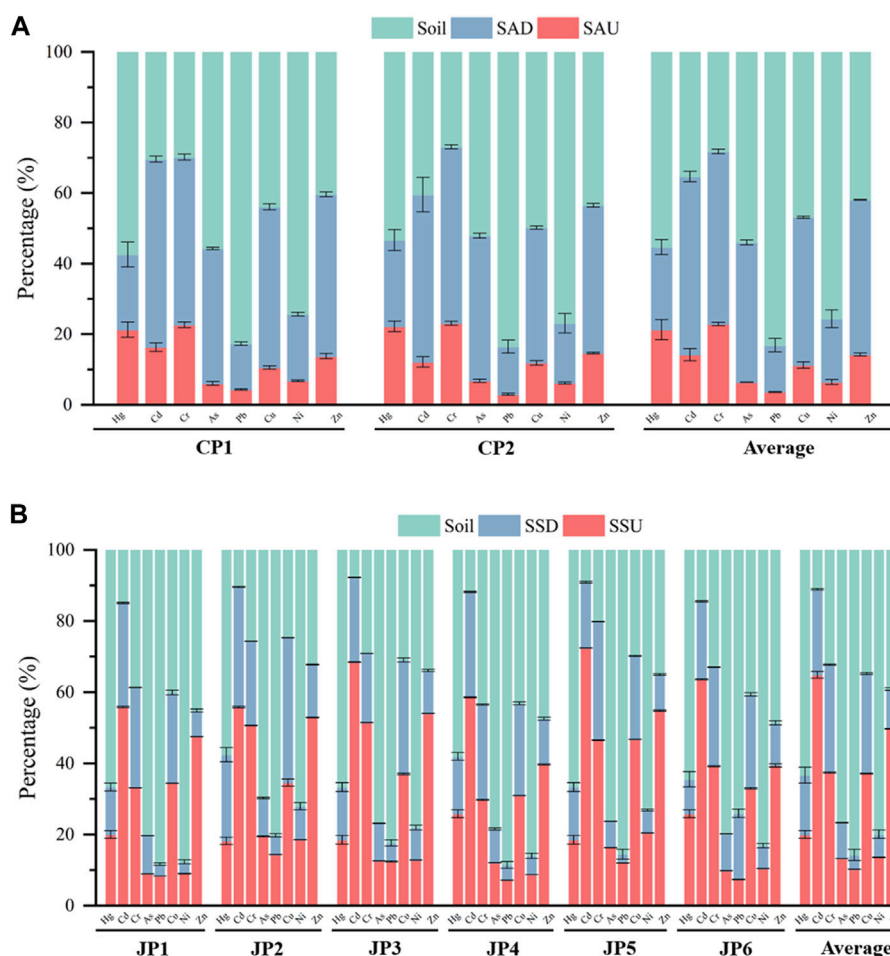 A
Soil SAD SAU
100
80
60
40
20
0
Percentage (%)
Hg Cd Cr As Pb Cu Ni Zn Hg Cd Cr As Pb Cu Ni Zn Hg Cd Cr As Pb Cu Ni Zn
CP1 CP2 Average
B
Soil SSD SSU
100
80
60
40
20
0
Percentage (%)
Hg Cd Cr As Pb Cu Ni Zn Hg Cd Cr As Pb Cu Ni Zn Hg Cd Cr As Pb Cu Ni Zn Hg Cd Cr As Pb Cu Ni Zn Hg Cd Cr As Pb Cu Ni Zn Hg Cd Cr As Pb Cu Ni Zn Hg Cd Cr As Pb Cu Ni
JP1 JP2 JP3 JP4 JP5 JP6 Average